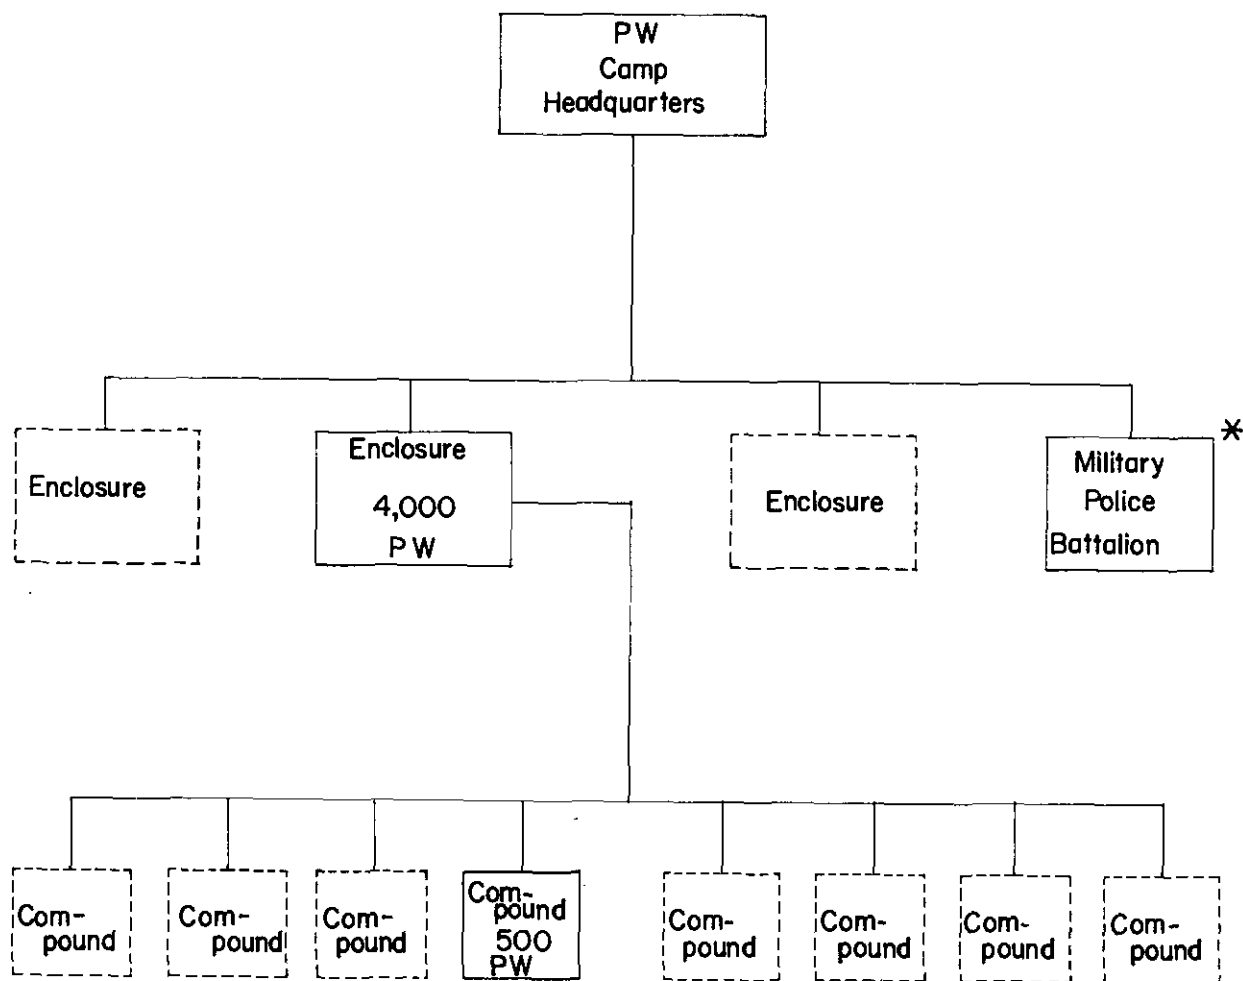 PW
Camp
Headquarters
Enclosure
Enclosure
4,000
PW
Enclosure
Military
Police
Battalion
*
Com-
pound
Com-
pound
Com-
pound
Com-
pound
500
PW
Com-
pound
Com-
pound
Com-
pound
Com-
pound